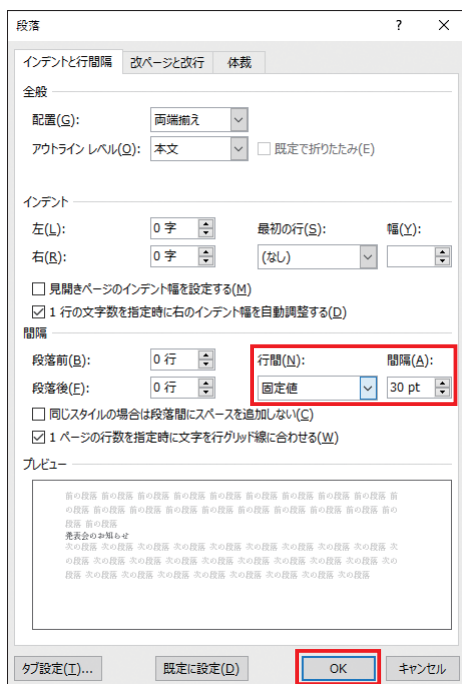 段落 ? ×
インデントと行間隔 改ページと改行 体裁
全般
配置(G): 両端揃え
アウトライン レベル(O): 本文 既定で折りたたみ(E)
インデント
左(L): 0 字 最初の行(S): 幅(Y):
右(R): 0 字 (なし)
見開きページのインデント幅を設定する(M)
1 行の文字数を指定時に右のインデント幅を自動調整する(D)
間隔
段落前(B): 0 行 行間(N): 間隔(A):
段落後(F): 0 行 固定値 30 pt
同じスタイルの場合は段落間にスペースを追加しない(C)
1 ページの行数を指定時に文字を行グリッド線に合わせる(W)
プレビュー
前の段落 前の段落 前の段落 前の段落 前の段落 前の段落 前の段落 前の段落 前
の段落 前の段落 前の段落 前の段落 前の段落 前の段落 前の段落 前の段落 前の
段落 前の段落
発表会のお知らせ
次の段落 次の段落 次の段落 次の段落 次の段落 次の段落 次の段落 次の段落 次
の段落 次の段落 次の段落 次の段落 次の段落 次の段落 次の段落 次の段落 次の
段落 次の段落 次の段落 次の段落 次の段落 次の段落 次の段落
タブ設定(T)... 既定に設定(D) OK キャンセル